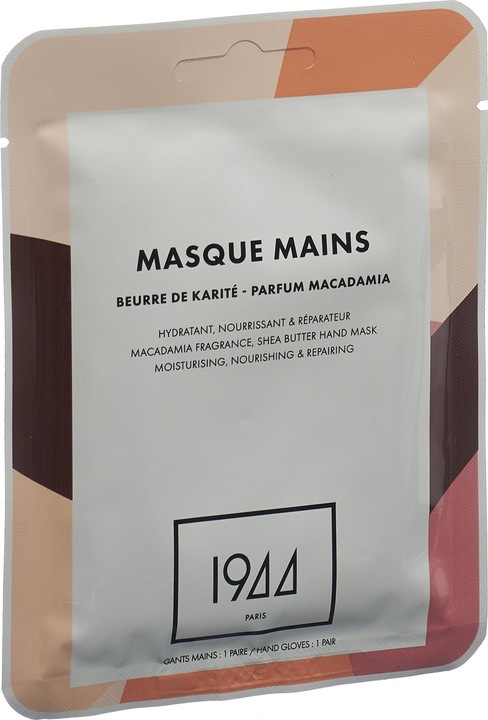 MASQUE MAINS
BEURRE DE KARITÉ - PARFUM MACADAMIA
HYDRATANT, NOURRISSANT & RÉPARATEUR
MACADAMIA FRAGRANCE, SHEA BUTTER HAND MASK
MOISTURISING, NOURISHING & REPAIRING
1944
PARIS
GANTS MAINS : 1 PAIRE / HAND GLOVES : 1 PAIR